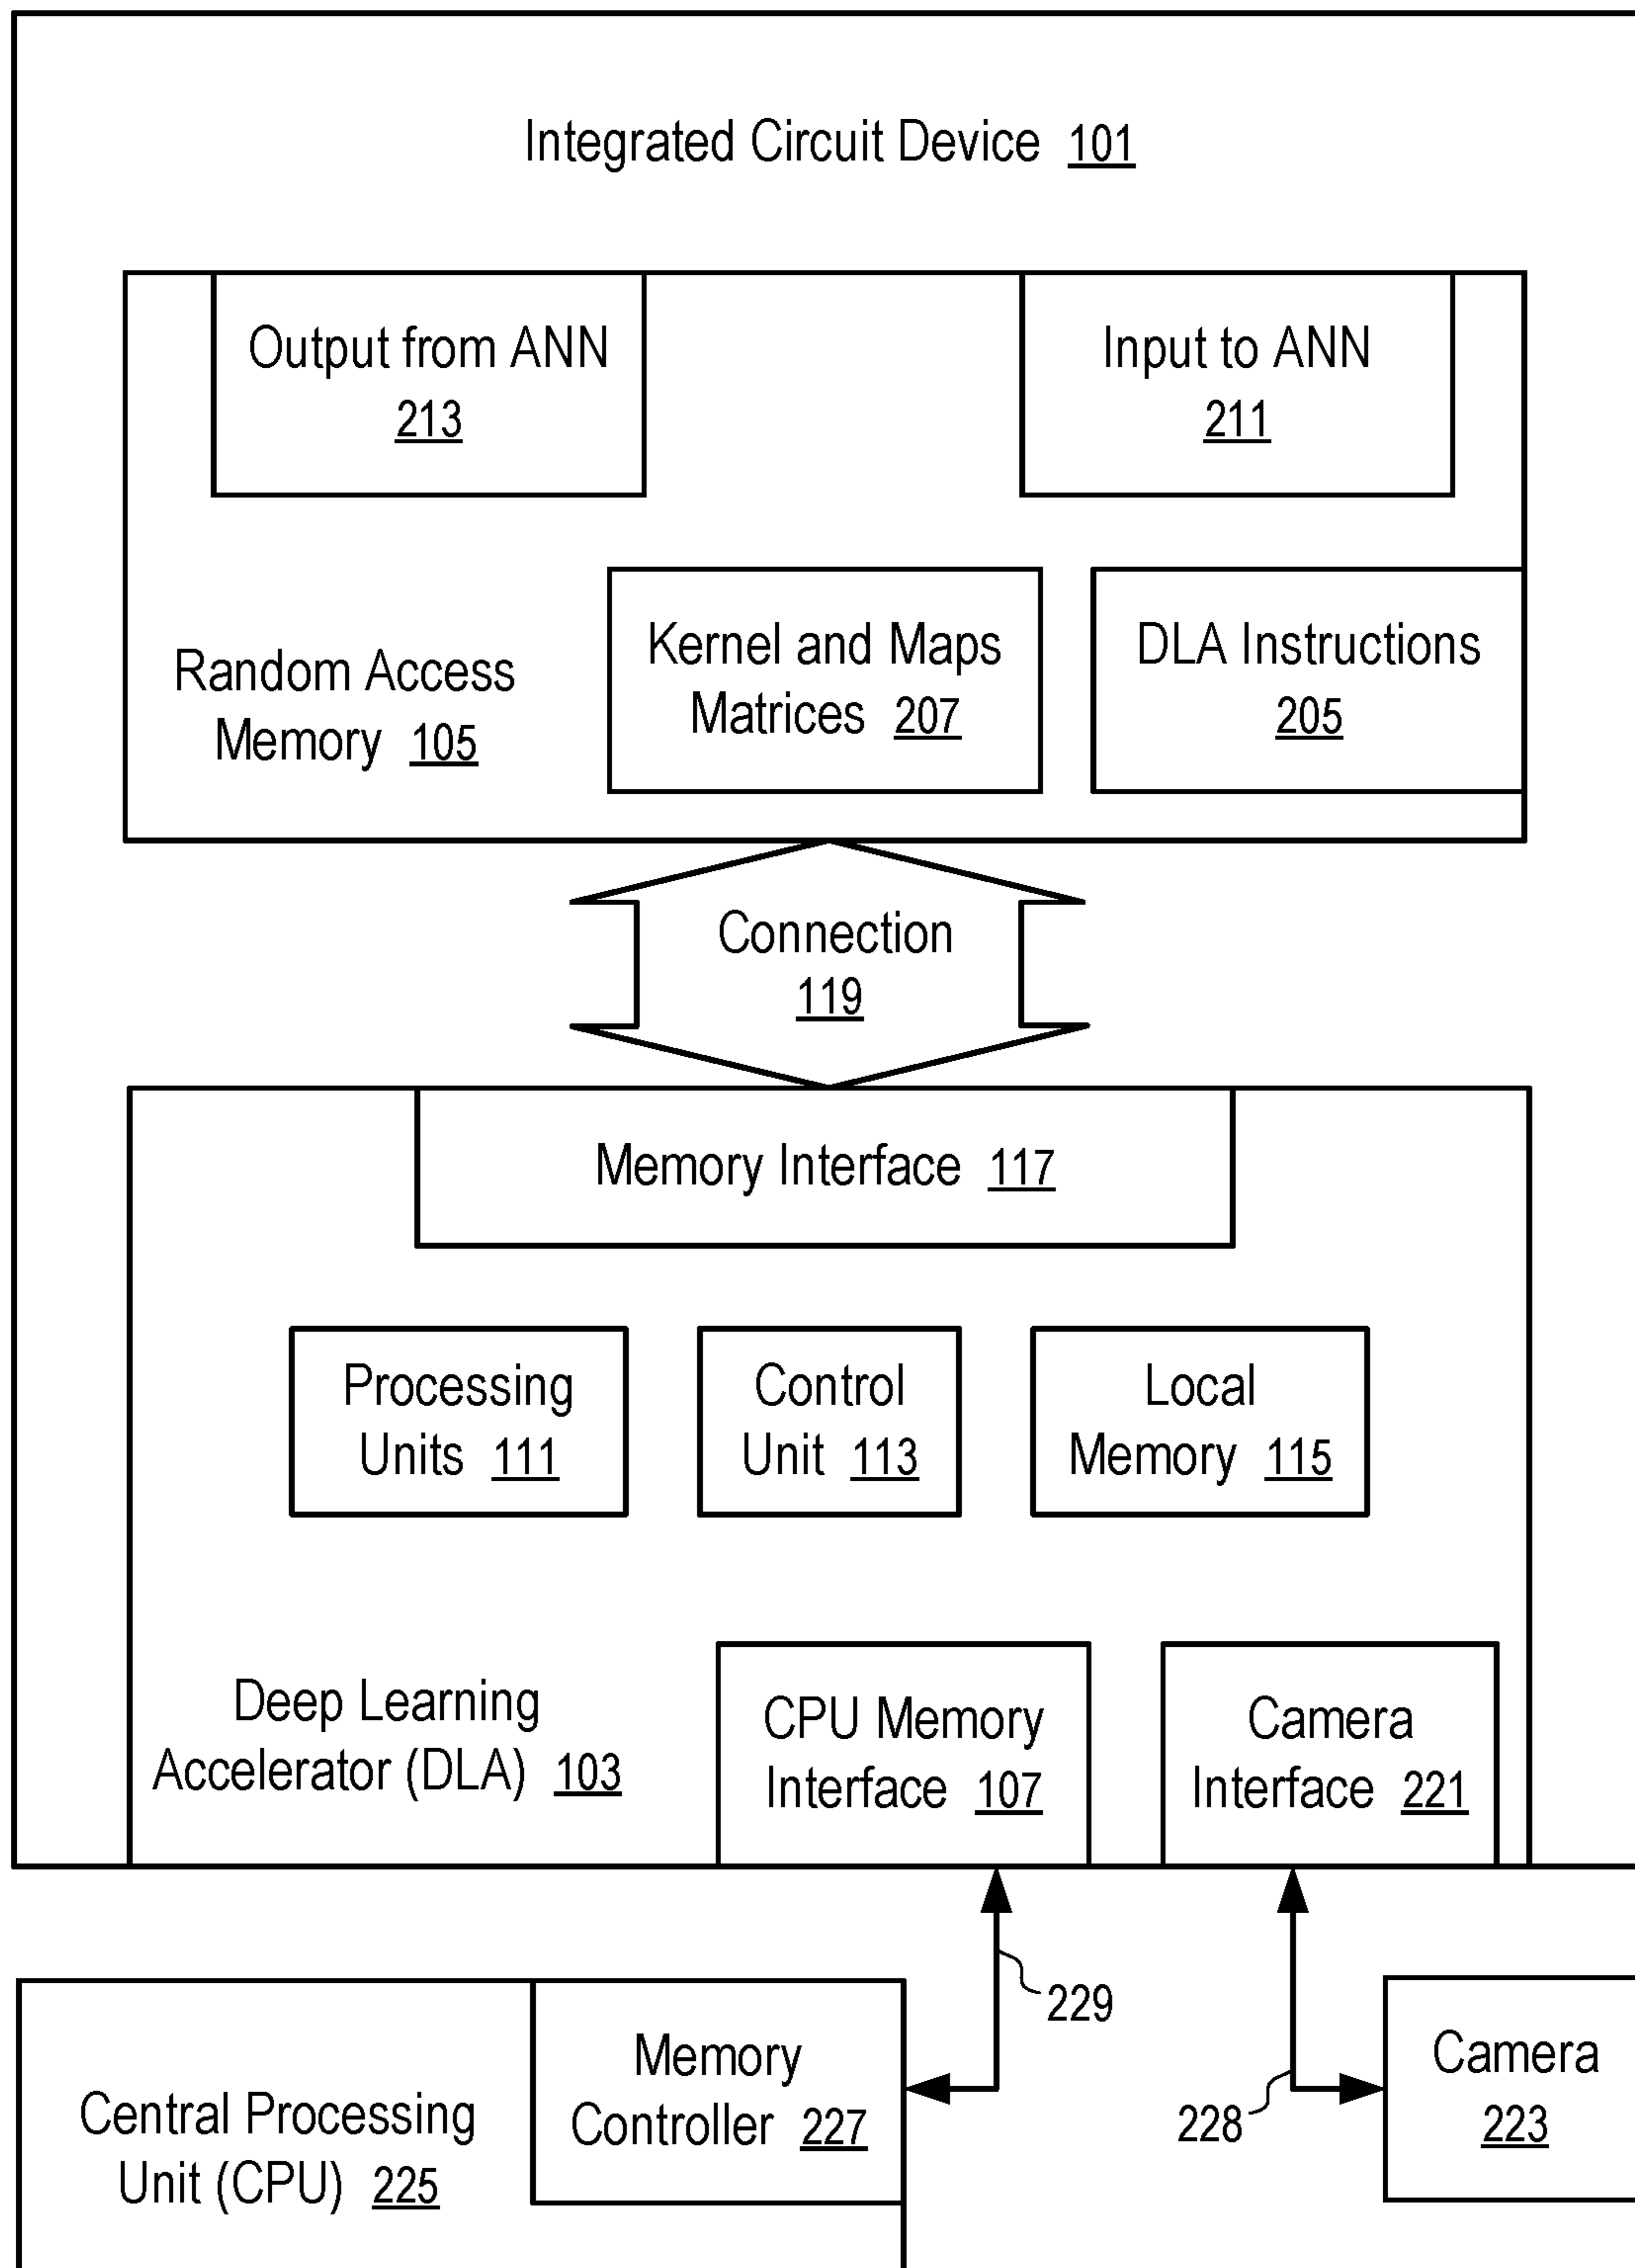 Integrated Circuit Device 101
Output from ANN
213
Input to ANN
211
Random Access
Memory 105
Kernel and Maps
Matrices 207
DLA Instructions
205
Connection
119
Memory Interface 117
Processing
Units 111
Control
Unit 113
Local
Memory 115
Deep Learning
Accelerator (DLA) 103
CPU Memory
Interface 107
Camera
Interface 221
229
228
Central Processing
Unit (CPU) 225
Memory
Controller 227
Camera
223